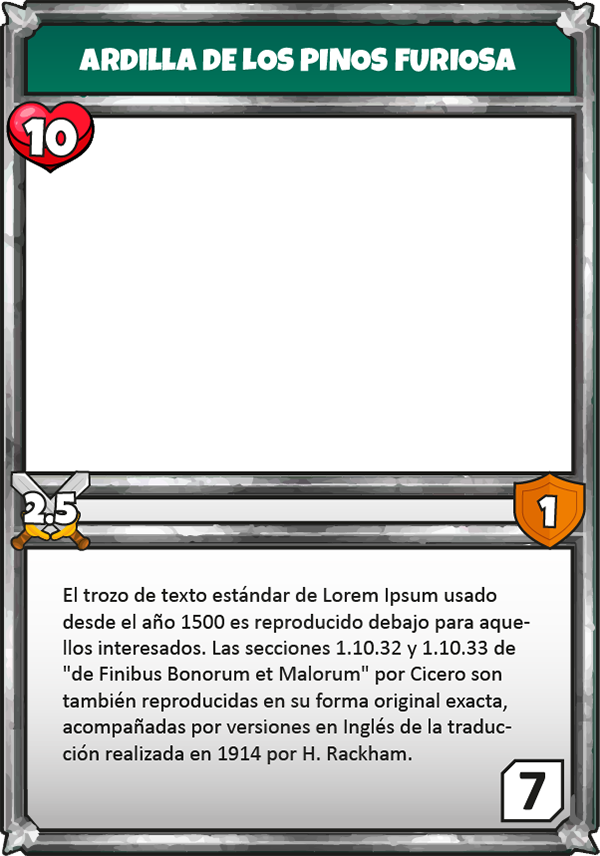 ARDILLA DE LOS PINOS FURIOSA
10
2.5
1
El trozo de texto estándar de Lorem Ipsum usado
desde el año 1500 es reproducido debajo para aque-
llos interesados. Las secciones 1.10.32 y 1.10.33 de
"de Finibus Bonorum et Malorum" por Cicero son
también reproducidas en su forma original exacta,
acompañadas por versiones en Inglés de la traduc-
ción realizada en 1914 por H. Rackham.
7